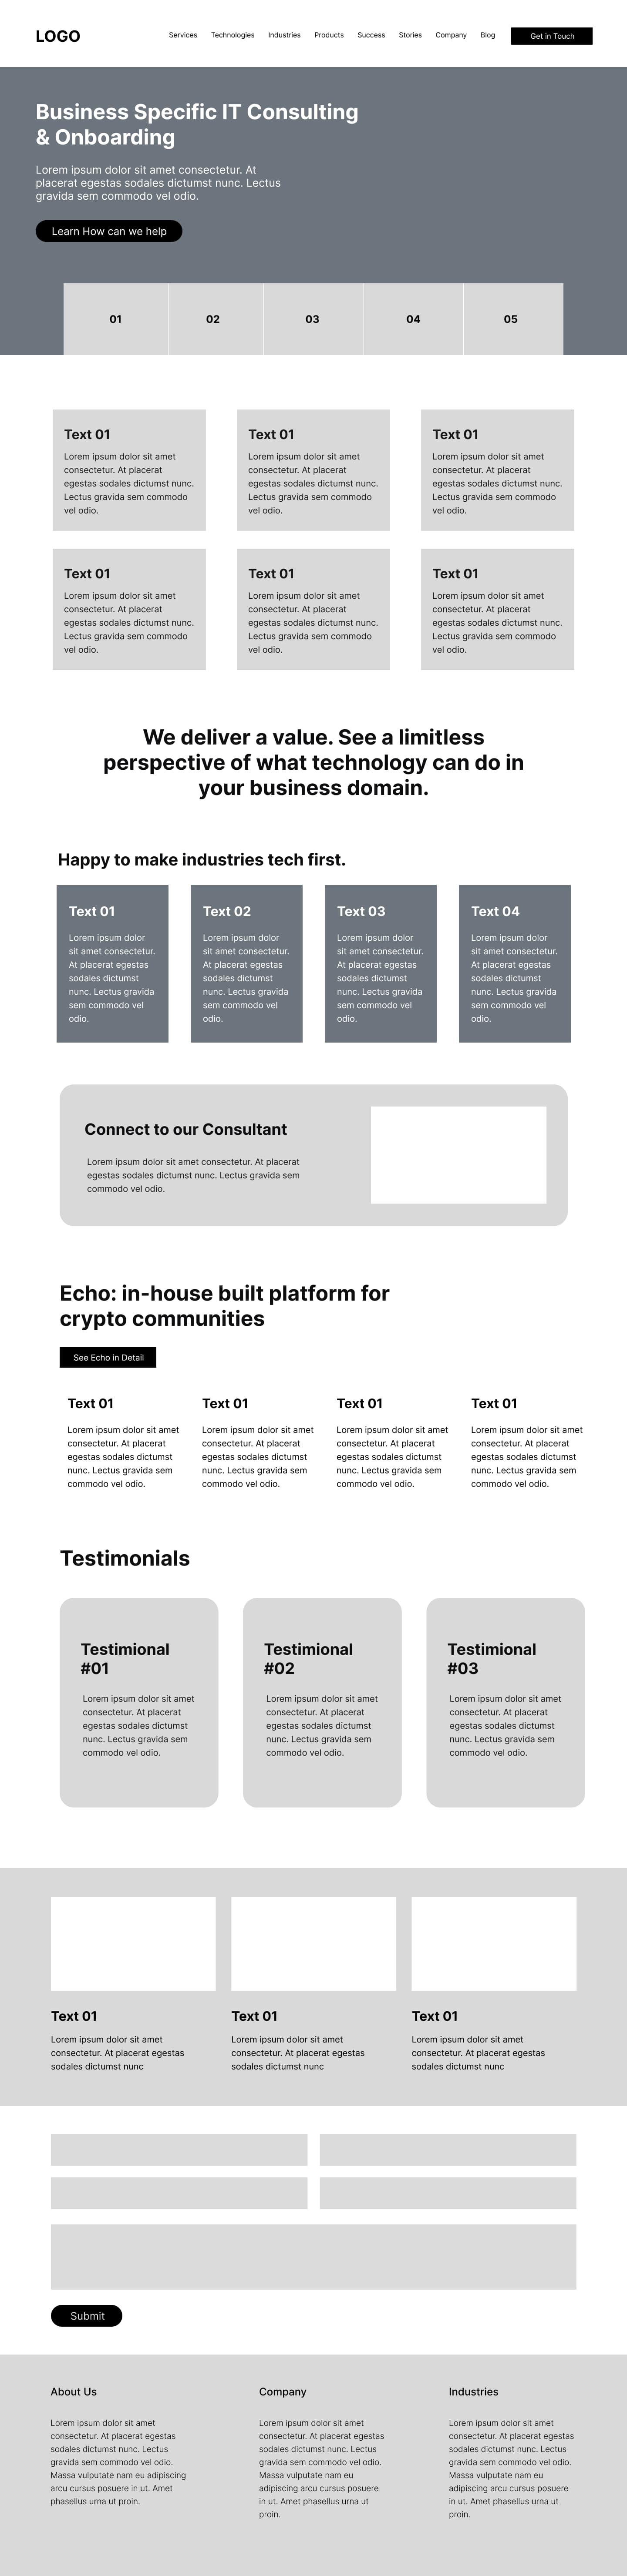 LOGO
Services Technologies Industries Products Success Stories Company Blog Get in Touch
Business Specific IT Consulting
& Onboarding
Lorem ipsum dolor sit amet consectetur. At
placerat egestas sodales dictumst nunc. Lectus
gravida sem commodo vel odio.
Learn How can we help
01 02 03 04 05
Text 01
Lorem ipsum dolor sit amet
consectetur. At placerat
egestas sodales dictumst nunc.
Lectus gravida sem commodo
vel odio.
Text 01
Lorem ipsum dolor sit amet
consectetur. At placerat
egestas sodales dictumst nunc.
Lectus gravida sem commodo
vel odio.
Text 01
Lorem ipsum dolor sit amet
consectetur. At placerat
egestas sodales dictumst nunc.
Lectus gravida sem commodo
vel odio.
Text 01
Lorem ipsum dolor sit amet
consectetur. At placerat
egestas sodales dictumst nunc.
Lectus gravida sem commodo
vel odio.
Text 01
Lorem ipsum dolor sit amet
consectetur. At placerat
egestas sodales dictumst nunc.
Lectus gravida sem commodo
vel odio.
Text 01
Lorem ipsum dolor sit amet
consectetur. At placerat
egestas sodales dictumst nunc.
Lectus gravida sem commodo
vel odio.
We deliver a value. See a limitless
perspective of what technology can do in
your business domain.
Happy to make industries tech first.
Text 01
Lorem ipsum dolor
sit amet consectetur.
At placerat egestas
sodales dictumst
nunc. Lectus gravida
sem commodo vel
odio.
Text 02
Lorem ipsum dolor
sit amet consectetur.
At placerat egestas
sodales dictumst
nunc. Lectus gravida
sem commodo vel
odio.
Text 03
Lorem ipsum dolor
sit amet consectetur.
At placerat egestas
sodales dictumst
nunc. Lectus gravida
sem commodo vel
odio.
Text 04
Lorem ipsum dolor
sit amet consectetur.
At placerat egestas
sodales dictumst
nunc. Lectus gravida
sem commodo vel
odio.
Connect to our Consultant
Lorem ipsum dolor sit amet consectetur. At placerat
egestas sodales dictumst nunc. Lectus gravida sem
commodo vel odio.
Echo: in-house built platform for
crypto communities
See Echo in Detail
Text 01
Lorem ipsum dolor sit amet
consectetur. At placerat
egestas sodales dictumst
nunc. Lectus gravida sem
commodo vel odio.
Text 01
Lorem ipsum dolor sit amet
consectetur. At placerat
egestas sodales dictumst
nunc. Lectus gravida sem
commodo vel odio.
Text 01
Lorem ipsum dolor sit amet
consectetur. At placerat
egestas sodales dictumst
nunc. Lectus gravida sem
commodo vel odio.
Text 01
Lorem ipsum dolor sit amet
consectetur. At placerat
egestas sodales dictumst
nunc. Lectus gravida sem
commodo vel odio.
Testimonials
Testimional
#01
Lorem ipsum dolor sit amet
consectetur. At placerat
egestas sodales dictumst
nunc. Lectus gravida sem
commodo vel odio.
Testimional
#02
Lorem ipsum dolor sit amet
consectetur. At placerat
egestas sodales dictumst
nunc. Lectus gravida sem
commodo vel odio.
Testimional
#03
Lorem ipsum dolor sit amet
consectetur. At placerat
egestas sodales dictumst
nunc. Lectus gravida sem
commodo vel odio.
Text 01
Lorem ipsum dolor sit amet
consectetur. At placerat egestas
sodales dictumst nunc
Text 01
Lorem ipsum dolor sit amet
consectetur. At placerat egestas
sodales dictumst nunc
Text 01
Lorem ipsum dolor sit amet
consectetur. At placerat egestas
sodales dictumst nunc
Submit
About Us
Lorem ipsum dolor sit amet
consectetur. At placerat egestas
sodales dictumst nunc. Lectus
gravida sem commodo vel odio.
Massa vulputate nam eu adipiscing
arcu cursus posuere in ut. Amet
phasellus urna ut proin.
Company
Lorem ipsum dolor sit amet
consectetur. At placerat egestas
sodales dictumst nunc. Lectus
gravida sem commodo vel odio.
Massa vulputate nam eu
adipiscing arcu cursus posuere
in ut. Amet phasellus urna ut
proin.
Industries
Lorem ipsum dolor sit amet
consectetur. At placerat egestas
sodales dictumst nunc. Lectus
gravida sem commodo vel odio.
Massa vulputate nam eu
adipiscing arcu cursus posuere
in ut. Amet phasellus urna ut
proin.